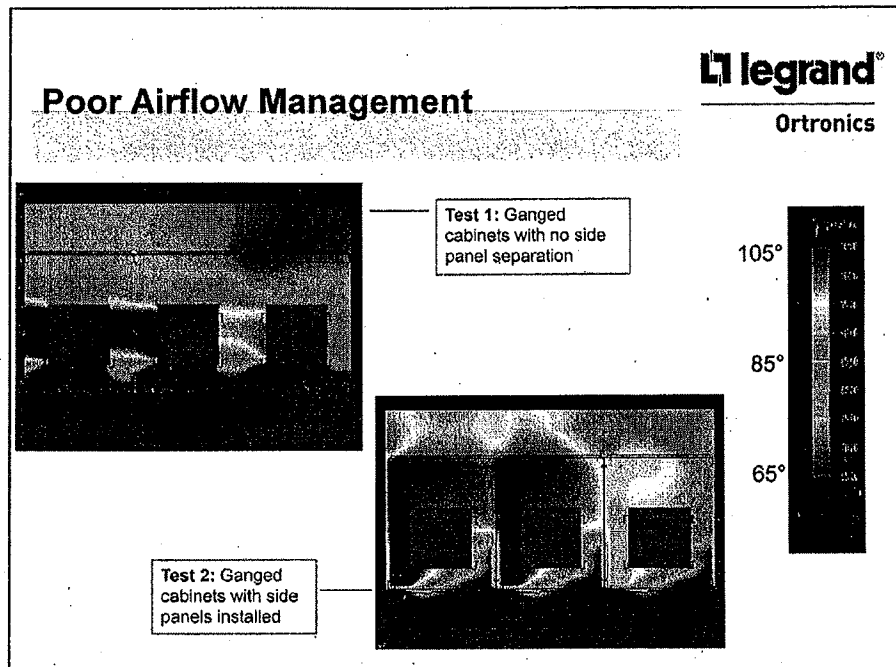 Poor Airflow Management
legrand®
Ortronics
Test 1: Ganged
cabinets with no side
panel separation
105°
85°
65°
Test 2: Ganged
cabinets with side
panels installed